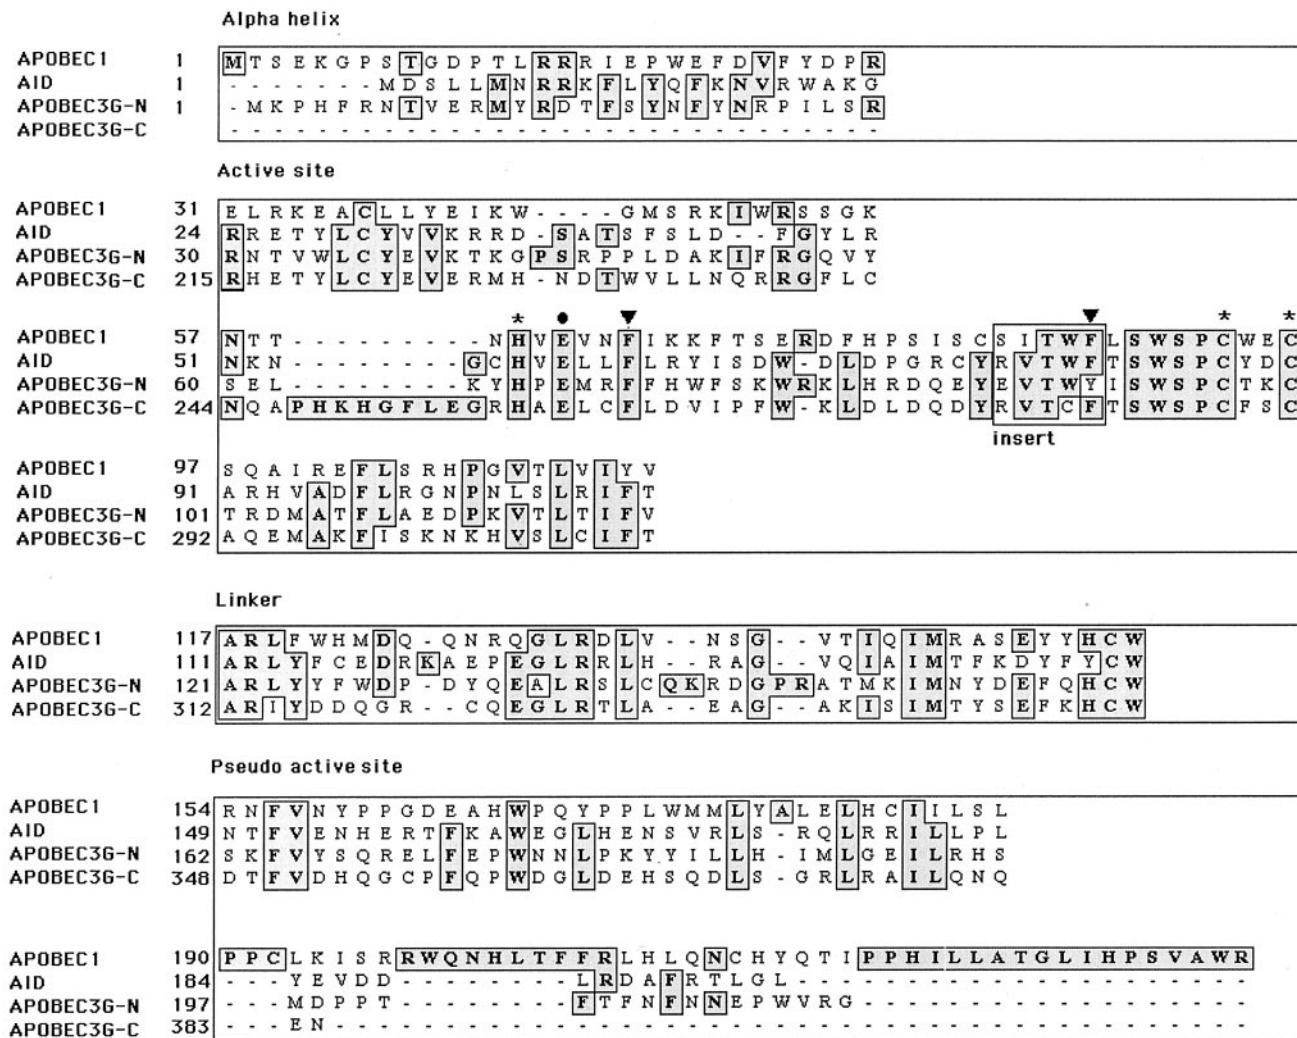 Alpha helix
APOBEC1 1 M T S E K G P S T G D P T L R R R I E P W E F D V F Y D P R
AID 1 - - - - - - - M D S L L M N R R K F L Y Q F K N V R W A K G
APOBEC3G-N 1 - M K P H F R N T V E R M Y R D T F S Y N F Y N R P I L S R
APOBEC3G-C - - - - - - - - - - - - - - - - - - - - - - - - - - - - - -
Active site
APOBEC1 31 E L R K E A C L L Y E I K W - - - - G M S R K I W R S S G K
AID 24 R R E T Y L C Y V V K R R D - S A T S F S L D - - F G Y L R
APOBEC3G-N 30 R N T V W L C Y E V K T K G P S R P P L D A K I F R G Q V Y
APOBEC3G-C 215 R H E T Y L C Y E V E R M H - N D T W V L L N Q R R G F L C
* ● ▼ ▼ * *
APOBEC1 57 N T T - - - - - - - - - N H V E V N F I K K F T S E R D F H P S I S C S I T W F L S W S P C W E C
AID 51 N K N - - - - - - - - G C H V E L L F L R Y I S D W - D L D P G R C Y R V T W F T S W S P C Y D C
APOBEC3G-N 60 S E L - - - - - - - - K Y H P E M R F F H W F S K W R K L H R D Q E Y E V T W Y I S W S P C T K C
APOBEC3G-C 244 N Q A P H K H G F L E G R H A E L C F L D V I P F W - K L D L D Q D Y R V T C F T S W S P C F S C
insert
APOBEC1 97 S Q A I R E F L S R H P G V T L V I Y V
AID 91 A R H V A D F L R G N P N L S L R I F T
APOBEC3G-N 101 T R D M A T F L A E D P K V T L T I F V
APOBEC3G-C 292 A Q E M A K F I S K N K H V S L C I F T
Linker
APOBEC1 117 A R L F W H M D Q - Q N R Q G L R D L V - - N S G - - V T I Q I M R A S E Y Y H C W
AID 111 A R L Y F C E D R K A E P E G L R R L H - - R A G - - V Q I A I M T F K D Y F Y C W
APOBEC3G-N 121 A R L Y Y F W D P - D Y Q E A L R S L C Q K R D G P R A T M K I M N Y D E F Q H C W
APOBEC3G-C 312 A R I Y D D Q G R - - C Q E G L R T L A - - E A G - - A K I S I M T Y S E F K H C W
Pseudo active site
APOBEC1 154 R N F V N Y P P G D E A H W P Q Y P P L W M M L Y A L E L H C I I L S L
AID 149 N T F V E N H E R T F K A W E G L H E N S V R L S - R Q L R R I L L P L
APOBEC3G-N 162 S K F V Y S Q R E L F E P W N N L P K Y Y I L L H - I M L G E I L R H S
APOBEC3G-C 348 D T F V D H Q G C P F Q P W D G L D E H S Q D L S - G R L R A I L Q N Q
APOBEC1 190 P P C L K I S R R W Q N H L T F F R L H L Q N C H Y Q T I P P H I L L A T G L I H P S V A W R
AID 184 - - - Y E V D D - - - - - - - - L R D A F R T L G L - - - - - - - - - - - - - - - - - - - - -
APOBEC3G-N 197 - - - M D P P T - - - - - - - - F T F N F N N E P W V R G - - - - - - - - - - - - - - - - - -
APOBEC3G-C 383 - - - E N - - - - - - - - - - - - - - - - - - - - - - - - - - - - - - - - - - - - - - - - - -